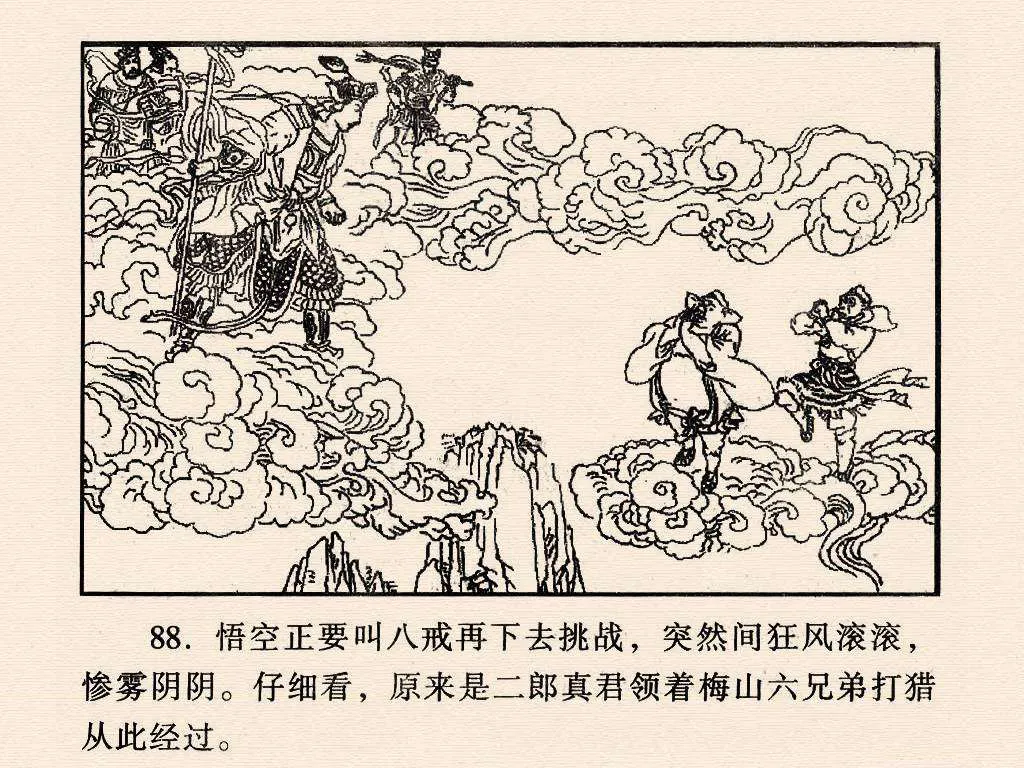 88. 悟空正要叫八戒再下去挑战，突然间狂风滚滚，
惨雾阴阴。仔细看，原来是二郎真君领着梅山六兄弟打猎
从此经过。